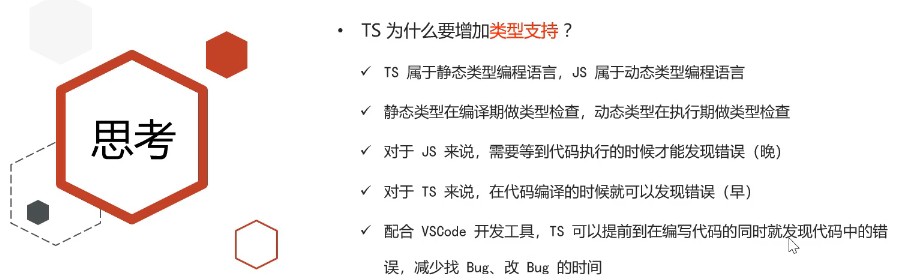 思考
• TS 为什么要增加类型支持？
✓ TS 属于静态类型编程语言，JS 属于动态类型编程语言
✓ 静态类型在编译期做类型检查，动态类型在执行期做类型检查
✓ 对于 JS 来说，需要等到代码执行的时候才能发现错误（晚）
✓ 对于 TS 来说，在代码编译的时候就可以发现错误（早）
✓ 配合 VSCode 开发工具，TS 可以提前到在编写代码的同时就发现代码中的错
误，减少找 Bug、改 Bug 的时间